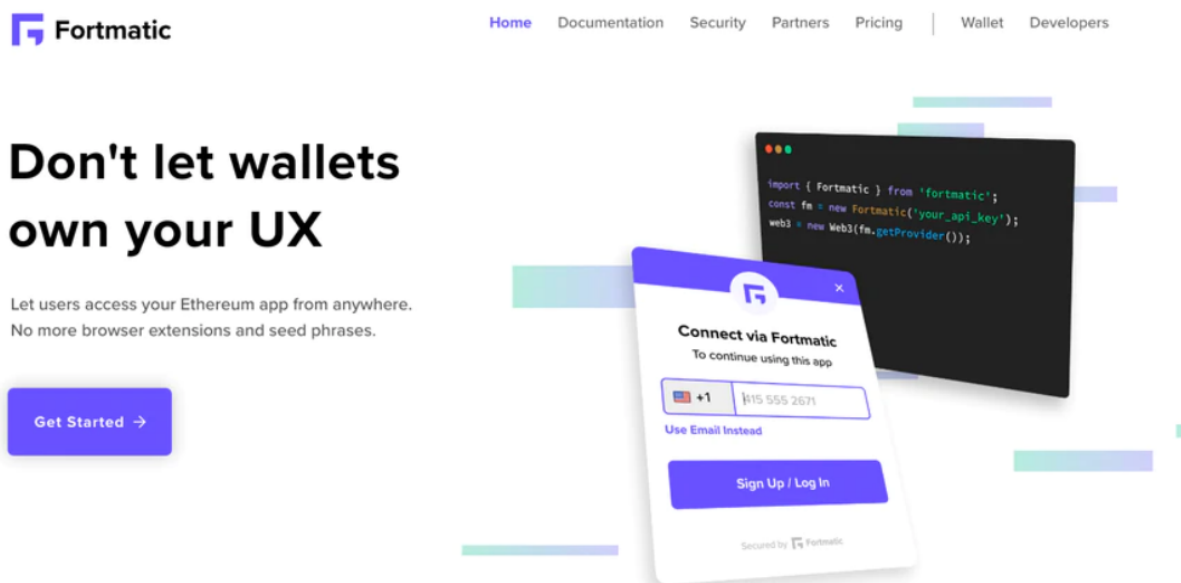 Fortmatic
Home Documentation Security Partners Pricing Wallet Developers
Don't let wallets
own your UX
Let users access your Ethereum app from anywhere.
No more browser extensions and seed phrases.
Get Started →
import { Fortmatic } from 'fortmatic';
const fm = new Fortmatic('your_api_key');
web3 = new Web3(fm.getProvider());
Connect via Fortmatic
To continue using this app
+1 415 555 2671
Use Email Instead
Sign Up / Log In
Secured by Fortmatic